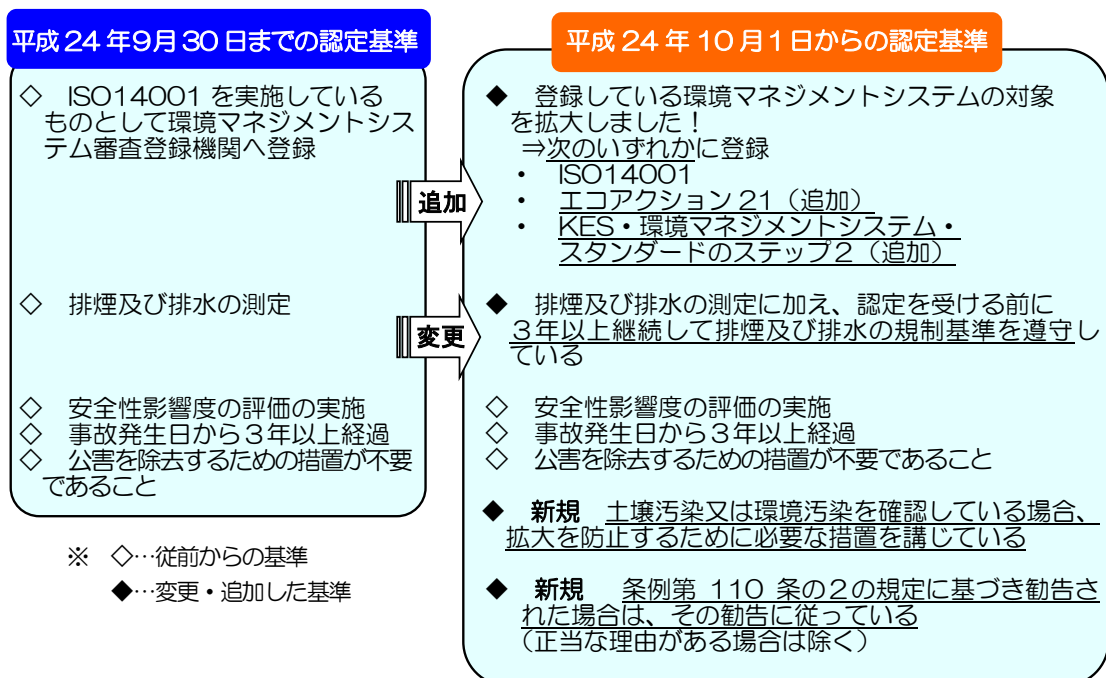 平成24年9月30日までの認定基準
◇ ISO14001 を実施している
ものとして環境マネジメントシス
テム審査登録機関へ登録
◇ 排煙及び排水の測定
◇ 安全性影響度の評価の実施
◇ 事故発生日から3年以上経過
◇ 公害を除去するための措置が不要
であること
※ ◇…従前からの基準
◆…変更・追加した基準
追加
変更
平成24年10月1日からの認定基準
◆ 登録している環境マネジメントシステムの対象
を拡大しました!
⇒次のいずれかに登録
・ ISO14001
・ エコアクション21(追加)
・ KES・環境マネジメントシステム・
スタンダードのステップ2(追加)
◆ 排煙及び排水の測定に加え、認定を受ける前に
3年以上継続して排煙及び排水の規制基準を遵守し
ている
◇ 安全性影響度の評価の実施
◇ 事故発生日から3年以上経過
◇ 公害を除去するための措置が不要であること
◆ 新規 土壌汚染又は環境汚染を確認している場合、
拡大を防止するために必要な措置を講じている
◆ 新規 条例第 110 条の2の規定に基づき勧告さ
れた場合は、その勧告に従っている
(正当な理由がある場合は除く)